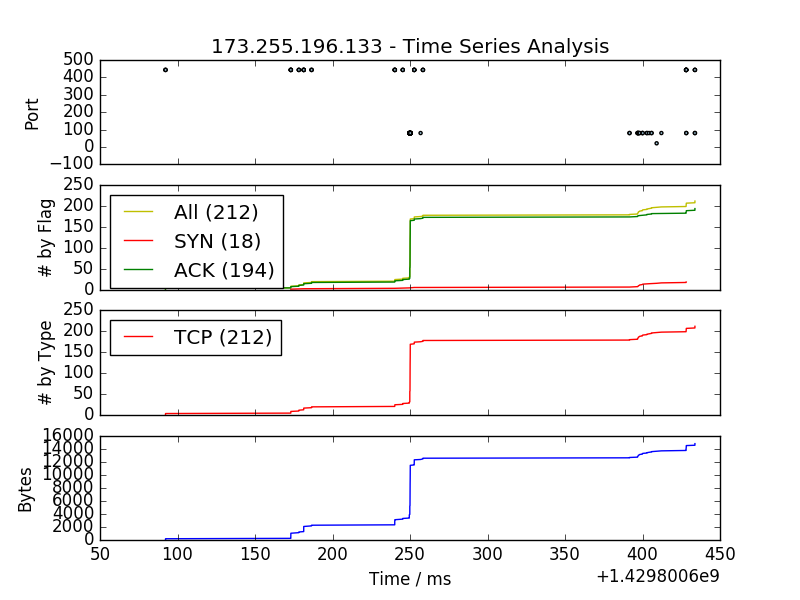 173.255.196.133 - Time Series Analysis
500
400
300
200
100
0
−100
Port
250
200
150
100
50
0
# by Flag
All (212)
SYN (18)
ACK (194)
250
200
150
100
50
0
# by Type
TCP (212)
16000
14000
12000
10000
8000
6000
4000
2000
0
Bytes
50 100 150 200 250 300 350 400 450
Time / ms
+1.4298006e9